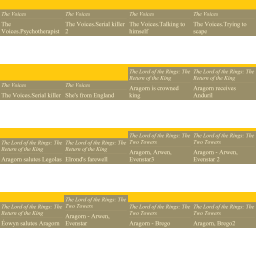 The Voices
The Voices
The Voices
The Voices
The
Voices.Psychotherapist
The Voices.Serial killer
2
The Voices.Talking to
himself
The Voices.Trying to
scape
The Voices
The Voices
The Lord of the Rings: The
Return of the King
The Lord of the Rings: The
Return of the King
The Voices.Serial killer
She's from England
Aragorn is crowned
king
Aragorn receives
Anduril
The Lord of the Rings: The
Return of the King
The Lord of the Rings: The
Return of the King
The Lord of the Rings: The
Two Towers
The Lord of the Rings: The
Two Towers
Aragorn salutes Legolas
Elrond's farewell
Aragorn, Arwen,
Evenstar3
Aragorn - Arwen,
Evenstar 2
The Lord of the Rings: The
Return of the King
The Lord of the Rings: The
Two Towers
The Lord of the Rings: The
Two Towers
The Lord of the Rings: The
Two Towers
Eowyn salutes Aragorn
Aragorn - Arwen,
Evenstar
Aragorn - Brego
Aragorn, Brego2